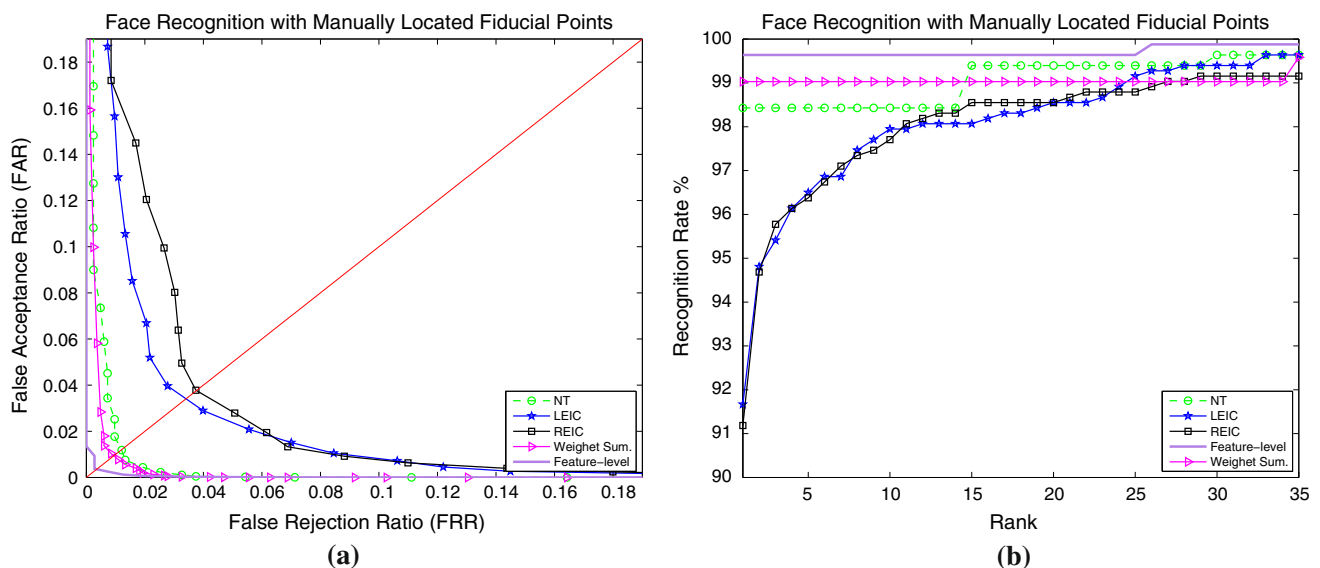 Face Recognition with Manually Located Fiducial Points
0.18
0.16
0.14
0.12
0.1
0.08
0.06
0.04
0.02
0
False Acceptance Ratio (FAR)
0 0.02 0.04 0.06 0.08 0.1 0.12 0.14 0.16 0.18
False Rejection Ratio (FRR)
NT
LEIC
REIC
Weighet Sum.
Feature-level
(a)
Face Recognition with Manually Located Fiducial Points
100
99
98
97
96
95
94
93
92
91
90
Recognition Rate %
5 10 15 20 25 30 35
Rank
NT
LEIC
REIC
Feature-level
Weighet Sum.
(b)